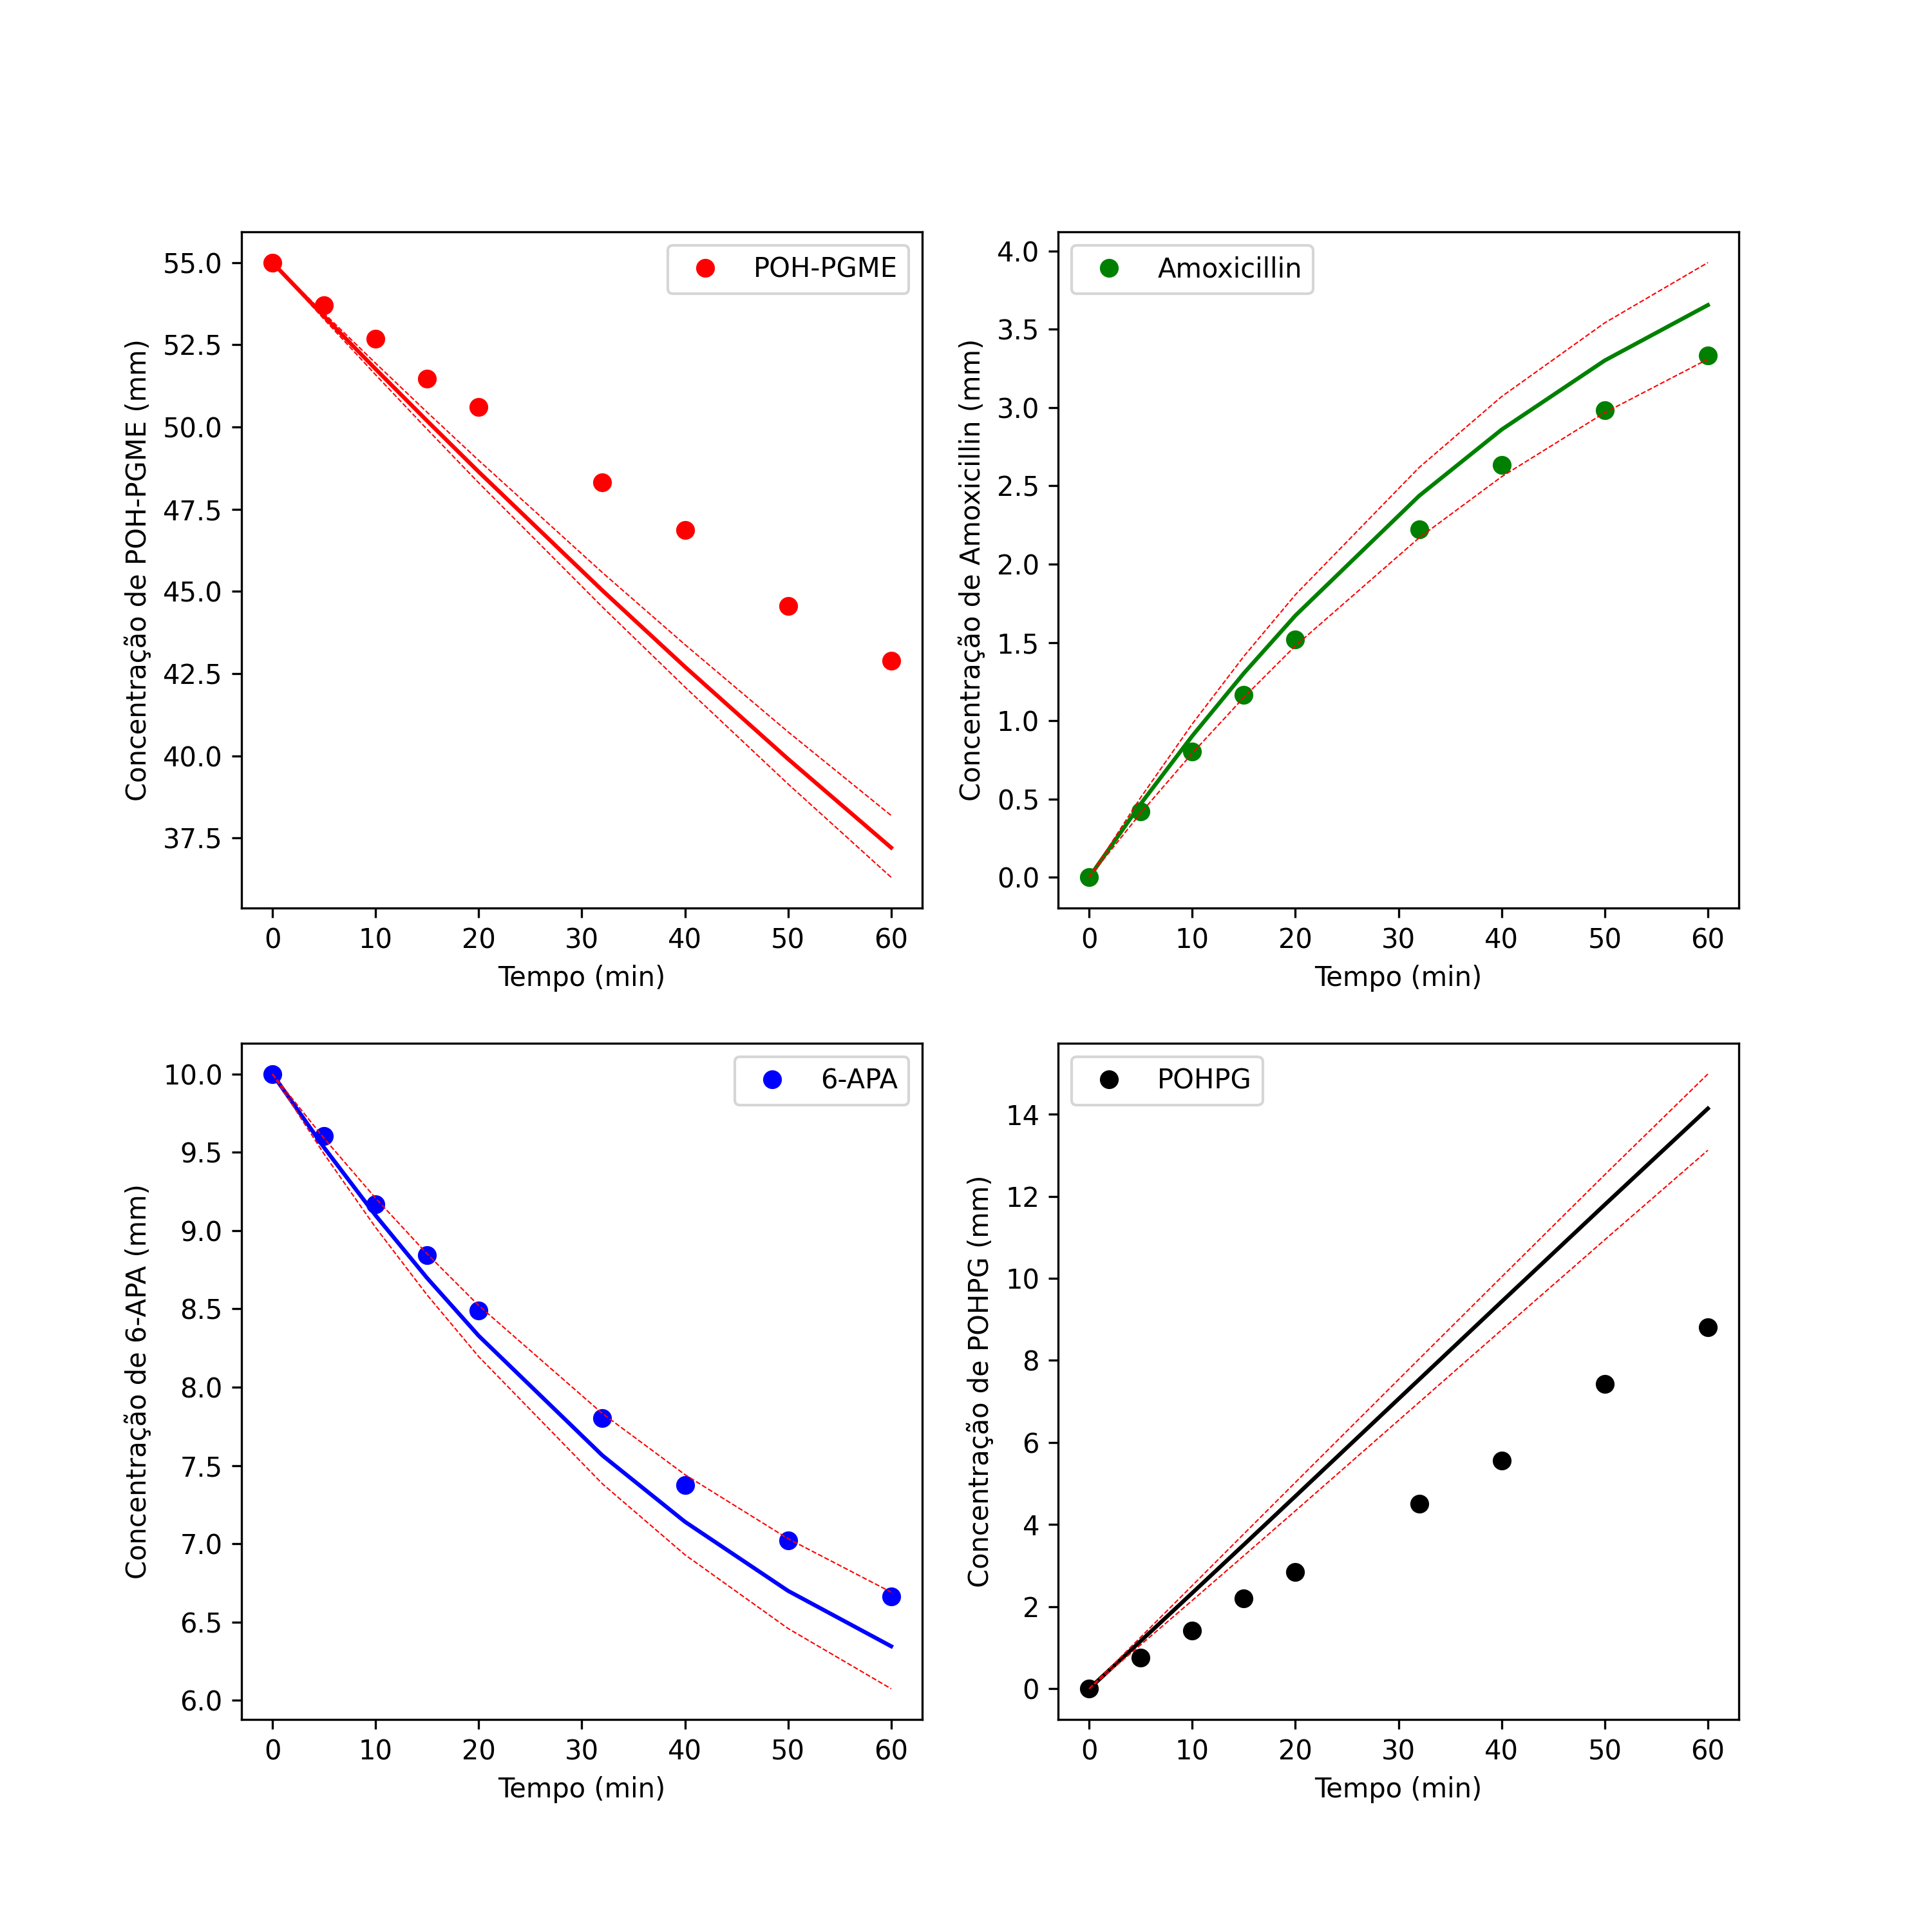 POH-PGME
Concentração de POH-PGME (mm)
55.0
52.5
50.0
47.5
45.0
42.5
40.0
37.5
0 10 20 30 40 50 60
Tempo (min)
Amoxicillin
Concentração de Amoxicillin (mm)
4.0
3.5
3.0
2.5
2.0
1.5
1.0
0.5
0.0
0 10 20 30 40 50 60
Tempo (min)
6-APA
Concentração de 6-APA (mm)
10.0
9.5
9.0
8.5
8.0
7.5
7.0
6.5
6.0
0 10 20 30 40 50 60
Tempo (min)
POHPG
Concentração de POHPG (mm)
14
12
10
8
6
4
2
0
0 10 20 30 40 50 60
Tempo (min)